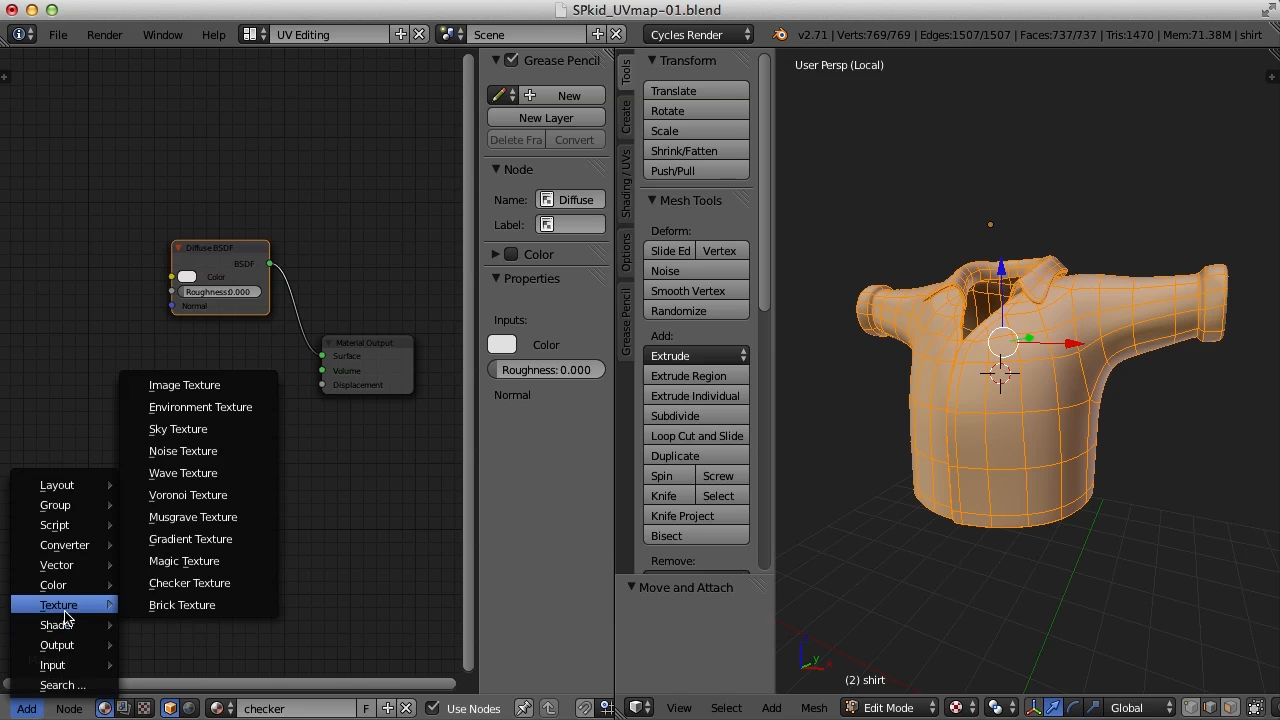 SPkid_UVmap-01.blend
File Render Window Help UV Editing Scene Cycles Render v2.71 | Verts:769/769 | Edges:1507/1507 | Faces:737/737 | Tris:1470 | Mem:71.38M | shirt
Diffuse BSDF
BSDF
Color
Roughness:0.000
Normal
Material Output
Surface
Volume
Displacement
Image Texture
Environment Texture
Sky Texture
Noise Texture
Wave Texture
Voronoi Texture
Musgrave Texture
Gradient Texture
Magic Texture
Checker Texture
Brick Texture
Layout
Group
Script
Converter
Vector
Color
Texture
Shader
Output
Input
Search ...
Add Node checker F Use Nodes
Grease Pencil
New
New Layer
Delete Fra Convert
Node
Name: Diffuse
Label:
Color
Properties
Inputs:
Color
Roughness: 0.000
Normal
Tools
Create
Shading / UVs
Options
Grease Pencil
Transform
Translate
Rotate
Scale
Shrink/Fatten
Push/Pull
Mesh Tools
Deform:
Slide Ed Vertex
Noise
Smooth Vertex
Randomize
Add:
Extrude
Extrude Region
Extrude Individual
Subdivide
Loop Cut and Slide
Duplicate
Spin Screw
Knife Select
Knife Project
Bisect
Remove:
Move and Attach
User Persp (Local)
y
x
(2) shirt
View Select Add Mesh Edit Mode Global